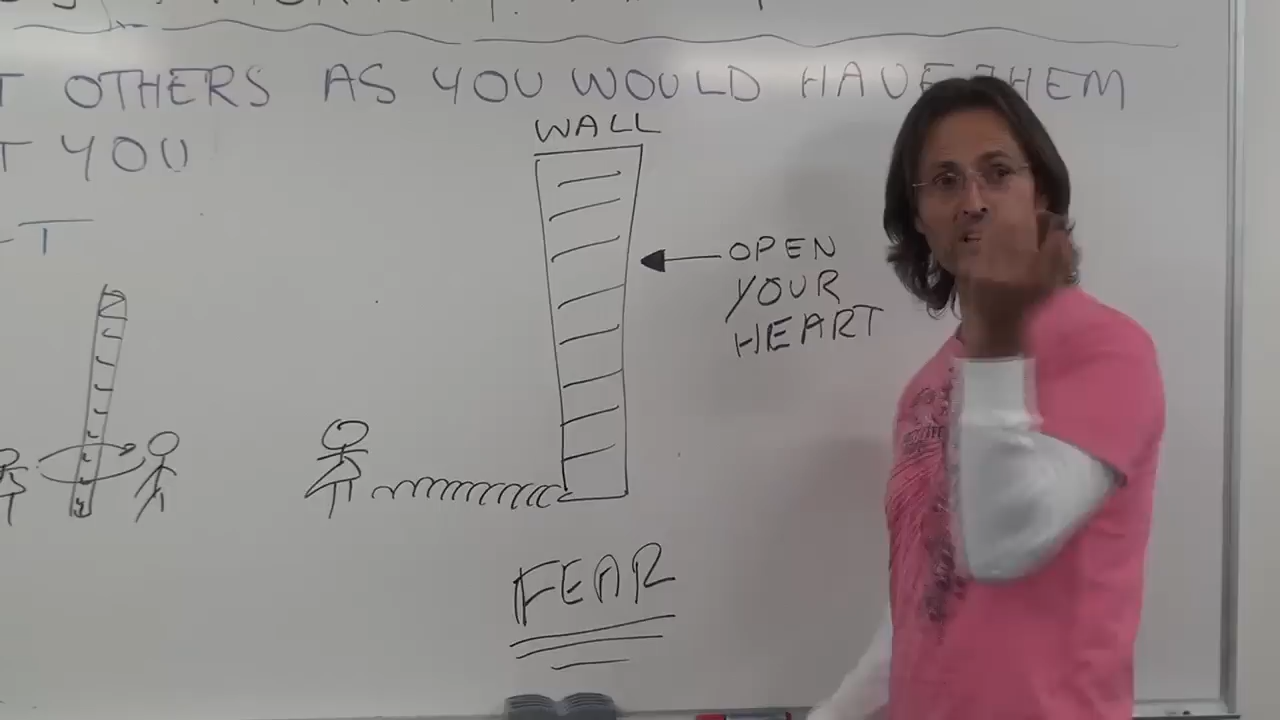 T OTHERS AS YOU WOULD HAVE THEM
T YOU
T
WALL
OPEN
YOUR
HEART
FEAR